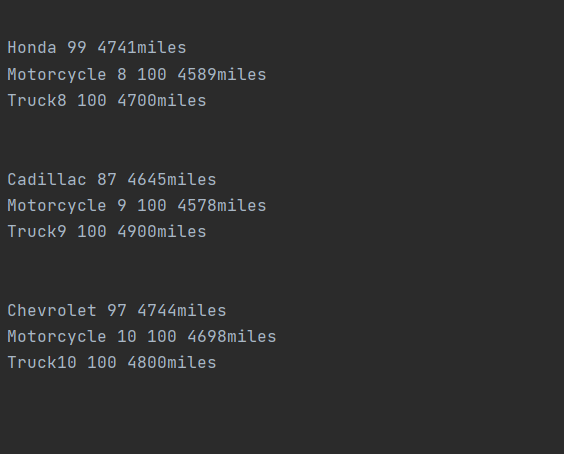 Honda 99 4741miles
Motorcycle 8 100 4589miles
Truck8 100 4700miles
Cadillac 87 4645miles
Motorcycle 9 100 4578miles
Truck9 100 4900miles
Chevrolet 97 4744miles
Motorcycle 10 100 4698miles
Truck10 100 4800miles